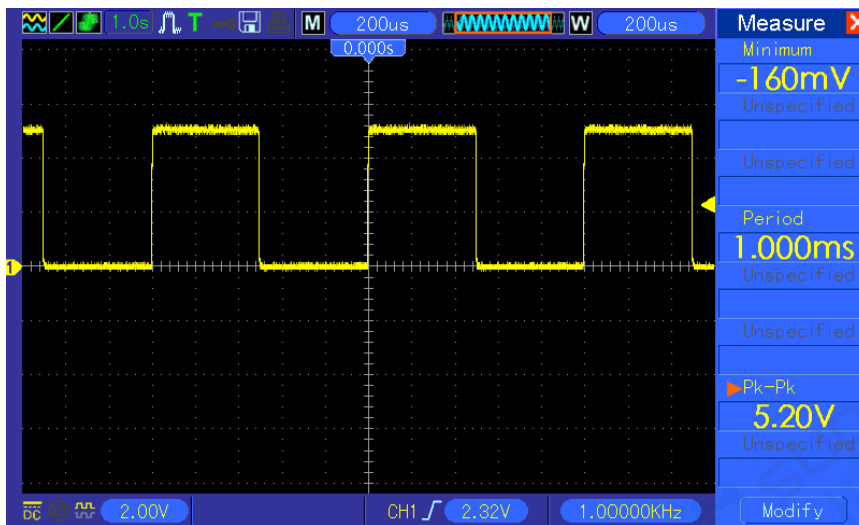 1.0s T M 200us W 200us Measure X
0.000s
Minimum
-160mV
Unspecified
Unspecified
Period
1.000ms
Unspecified
Unspecified
Pk-Pk
5.20V
Unspecified
1
DC 2.00V CH1 2.32V 1.00000KHz Modify